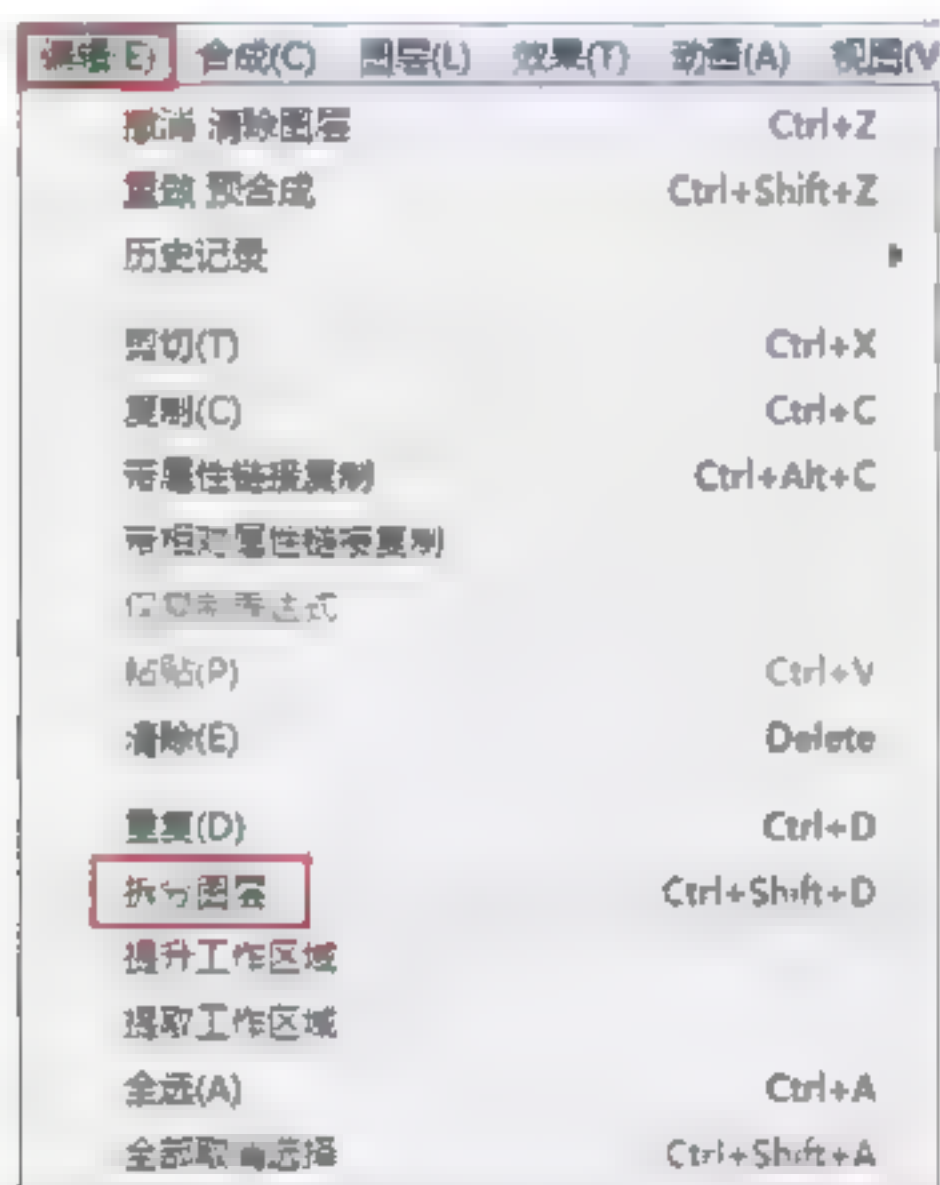 编辑(E) 合成(C) 图层(L) 效果(T) 动画(A) 视图(V
撤消 清除图层 Ctrl+Z
重做 预合成 Ctrl+Shift+Z
历史记录
剪切(T) Ctrl+X
复制(C) Ctrl+C
带属性链接复制 Ctrl+Alt+C
带相对属性链接复制
仅复制表达式
粘贴(P) Ctrl+V
清除(E) Delete
重复(D) Ctrl+D
拆分图层 Ctrl+Shift+D
提升工作区域
提取工作区域
全选(A) Ctrl+A
全部取消选择 Ctrl+Shift+A